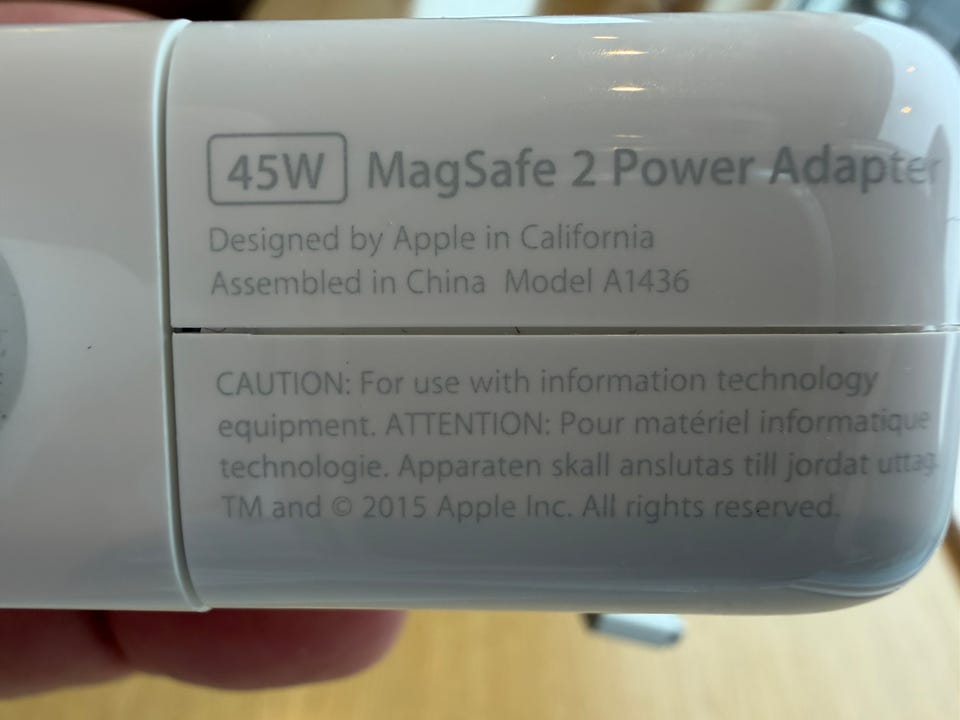 45W MagSafe 2 Power Adapter
Designed by Apple in California
Assembled in China Model A1436
CAUTION: For use with information technology
equipment. ATTENTION: Pour matériel informatique
technologie. Apparaten skall anslutas till jordat uttag.
TM and © 2015 Apple Inc. All rights reserved.